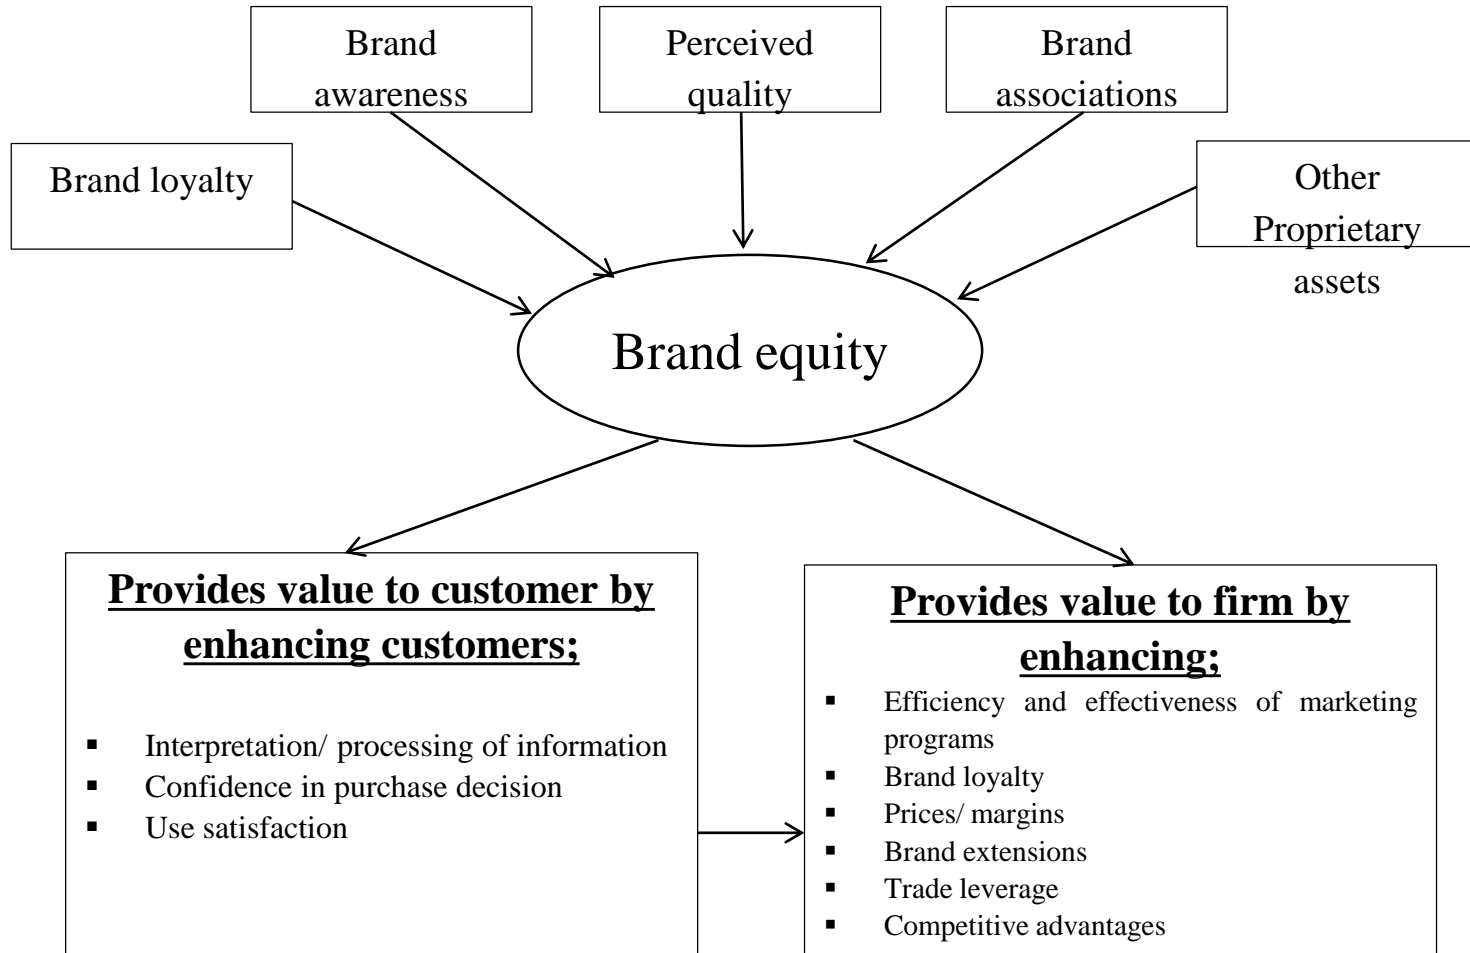 Brand
awareness
Perceived
quality
Brand
associations
Brand loyalty
Other
Proprietary
assets
Brand equity
Provides value to customer by
enhancing customers;
▪ Interpretation/ processing of information
▪ Confidence in purchase decision
▪ Use satisfaction
Provides value to firm by
enhancing;
▪ Efficiency and effectiveness of marketing
programs
▪ Brand loyalty
▪ Prices/ margins
▪ Brand extensions
▪ Trade leverage
▪ Competitive advantages